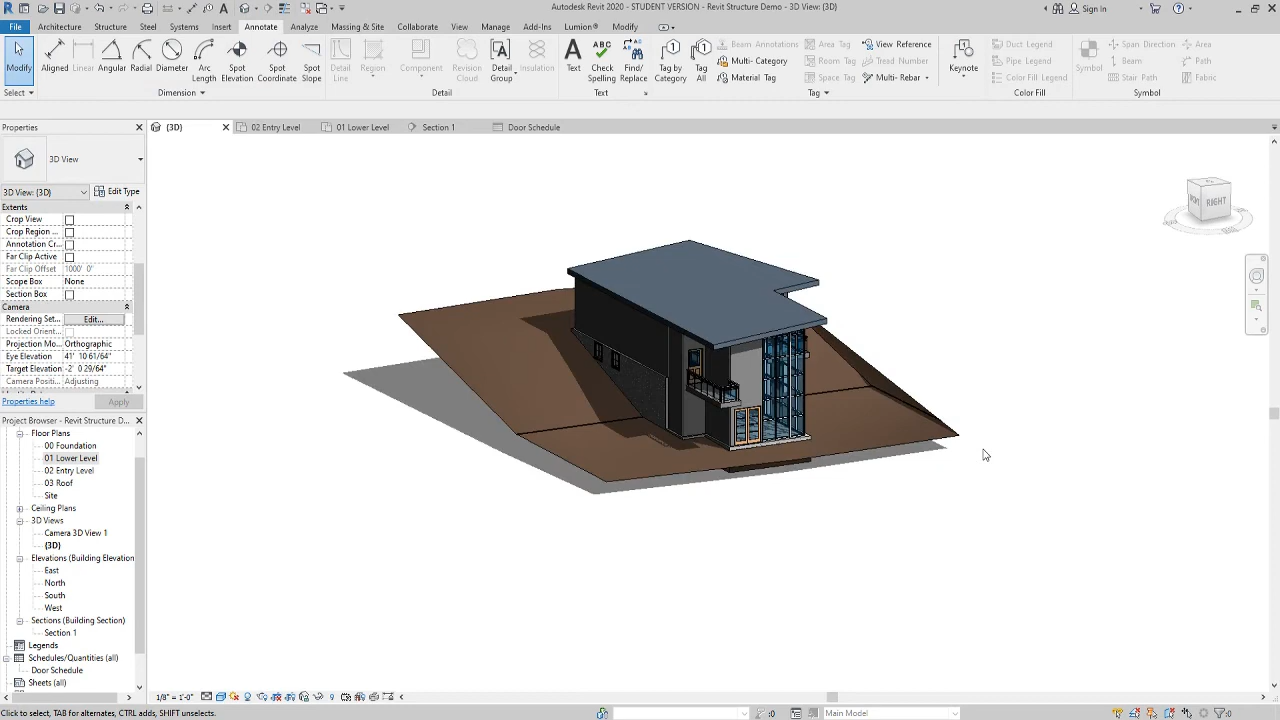 Autodesk Revit 2020 - STUDENT VERSION - Revit Structure Demo - 3D View: {3D}
Sign In
File Architecture Structure Steel Systems Insert Annotate Analyze Massing & Site Collaborate View Manage Add-Ins Lumion® Modify
Modify Aligned Linear Angular Radial Diameter Arc Length Spot Elevation Spot Coordinate Spot Slope
Detail Line Region Component Revision Cloud Detail Group Insulation
Text Check Spelling Find/ Replace
Tag by Category Tag All Beam Annotations Multi- Category Material Tag
Area Tag Room Tag Space Tag
View Reference Tread Number Multi- Rebar
Keynote
Duct Legend Pipe Legend Color Fill Legend
Symbol Span Direction Beam Stair Path Area Path Fabric
Select Dimension Detail Text Tag Color Fill Symbol
Properties
{3D} 02 Entry Level 01 Lower Level Section 1 Door Schedule
3D View
3D View: {3D} Edit Type
Extents
Crop View
Crop Region ...
Annotation Cr...
Far Clip Active
Far Clip Offset 1000' 0"
Scope Box None
Section Box
Camera
Rendering Set... Edit...
Locked Orient...
Projection Mo... Orthographic
Eye Elevation 41' 10 61/64"
Target Elevation -2' 0 29/64"
Camera Positi... Adjusting
Properties help Apply
Project Browser - Revit Structure D...
Floor Plans
00 Foundation
01 Lower Level
02 Entry Level
03 Roof
Site
Ceiling Plans
3D Views
Camera 3D View 1
{3D}
Elevations (Building Elevation
East
North
South
West
Sections (Building Section)
Section 1
Legends
Schedules/Quantities (all)
Door Schedule
Sheets (all)
RIGHT
1/8" = 1'-0"
Click to select, TAB for alternates, CTRL adds, SHIFT unselects.
:0
Main Model
:0